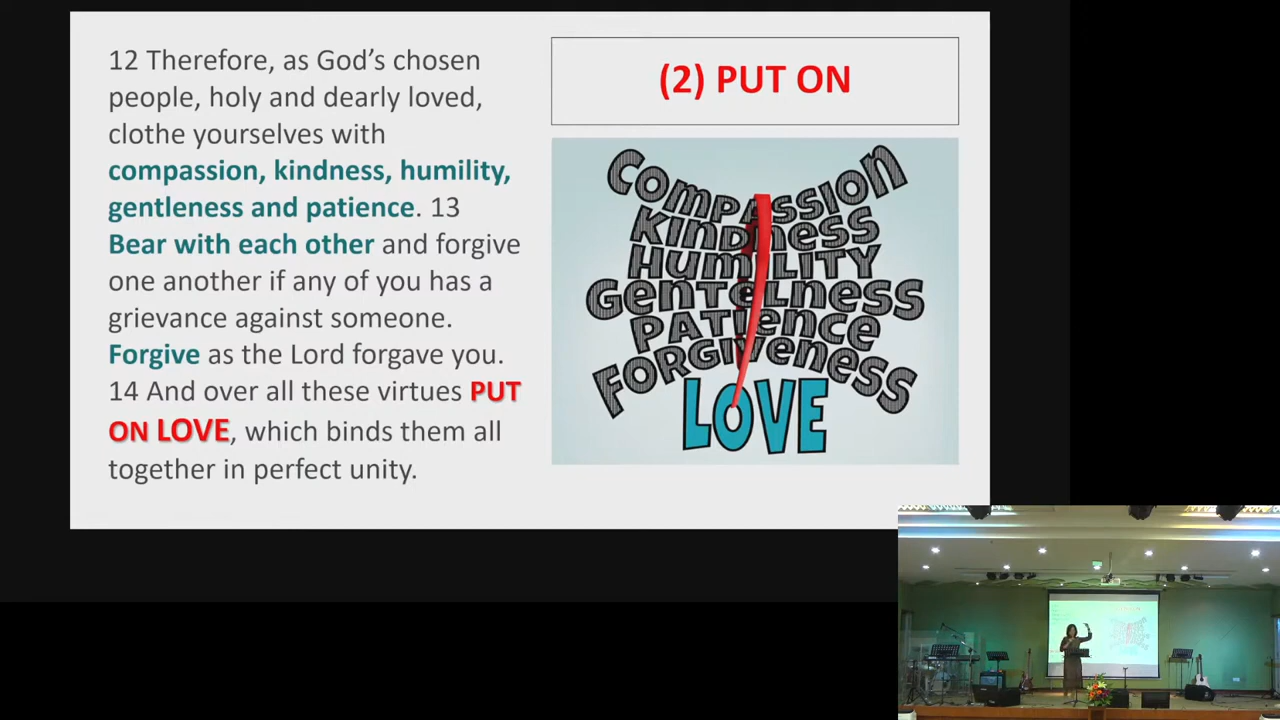 12 Therefore, as God’s chosen
people, holy and dearly loved,
clothe yourselves with
compassion, kindness, humility,
gentleness and patience. 13
Bear with each other and forgive
one another if any of you has a
grievance against someone.
Forgive as the Lord forgave you.
14 And over all these virtues PUT
ON LOVE, which binds them all
together in perfect unity.
(2) PUT ON
COMPASSION
KINDNESS
HUMILITY
GENTELNESS
PATIENCE
FORGIVENESS
LOVE